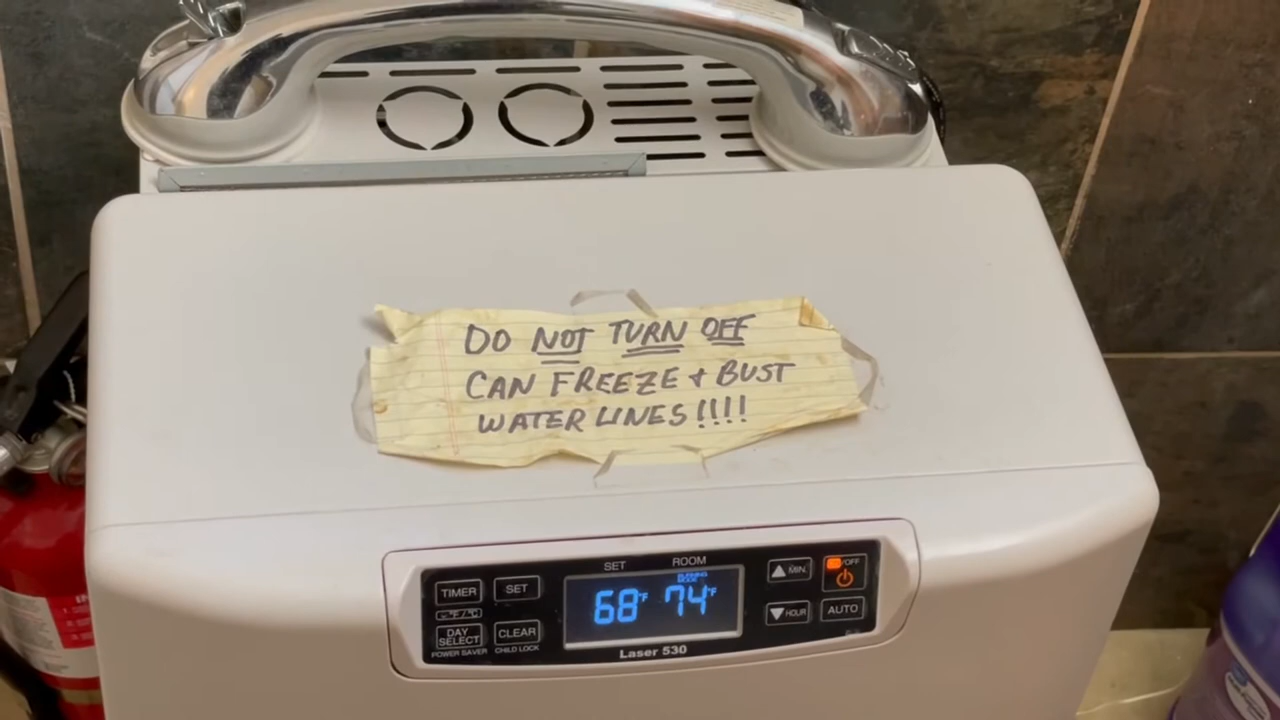 DO NOT TURN OFF
CAN FREEZE & BUST
WATER LINES!!!!
SET ROOM
TIMER SET
68°F 74°F
MIN.
/OFF
°F/°C
DAY SELECT
CLEAR
HOUR
AUTO
POWER SAVER
CHILD LOCK
Laser 530